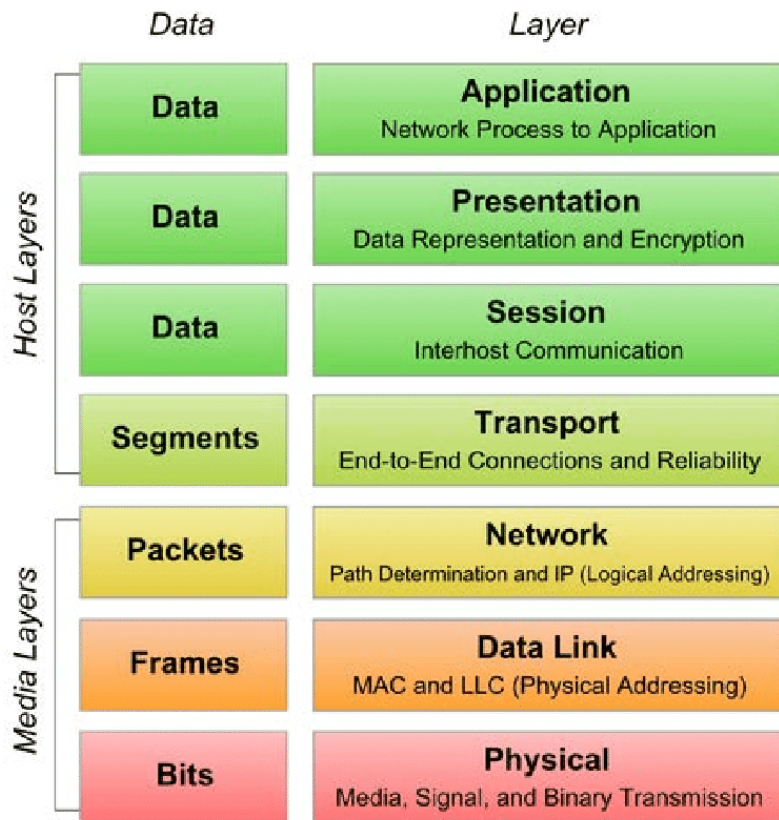 Data
Layer
Host Layers
Data
Application
Network Process to Application
Data
Presentation
Data Representation and Encryption
Data
Session
Interhost Communication
Segments
Transport
End-to-End Connections and Reliability
Media Layers
Packets
Network
Path Determination and IP (Logical Addressing)
Frames
Data Link
MAC and LLC (Physical Addressing)
Bits
Physical
Media, Signal, and Binary Transmission